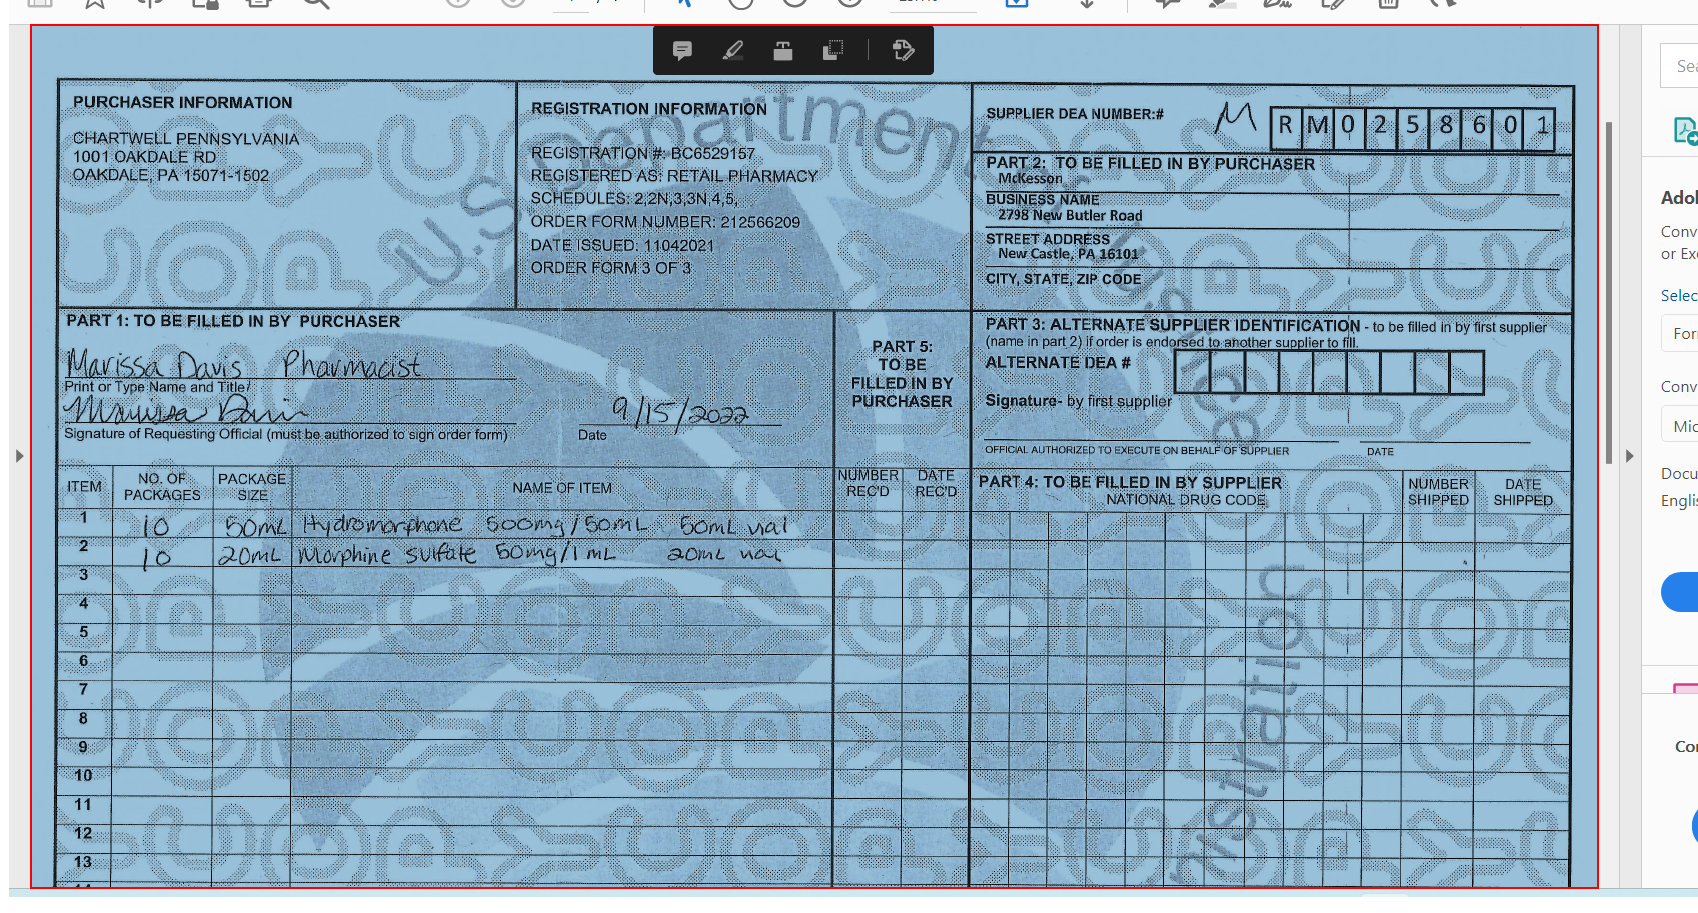 PURCHASER INFORMATION
CHARTWELL PENNSYLVANIA
1001 OAKDALE RD
OAKDALE, PA 15071-1502
REGISTRATION INFORMATION
REGISTRATION #: BC6529157
REGISTERED AS: RETAIL PHARMACY
SCHEDULES: 2,2N,3,3N,4,5,
ORDER FORM NUMBER: 212566209
DATE ISSUED: 11042021
ORDER FORM 3 OF 3
SUPPLIER DEA NUMBER:# M R M 0 2 5 8 6 0 1
PART 2: TO BE FILLED IN BY PURCHASER
McKesson
BUSINESS NAME
2798 New Butler Road
STREET ADDRESS
New Castle, PA 16101
CITY, STATE, ZIP CODE
PART 1: TO BE FILLED IN BY PURCHASER
Marissa Davis Pharmacist
Print or Type Name and Title
Marissa Davis 9/15/2022
Signature of Requesting Official (must be authorized to sign order form) Date
PART 5:
TO BE
FILLED IN BY
PURCHASER
PART 3: ALTERNATE SUPPLIER IDENTIFICATION - to be filled in by first supplier
(name in part 2) if order is endorsed to another supplier to fill.
ALTERNATE DEA #
Signature- by first supplier
OFFICIAL AUTHORIZED TO EXECUTE ON BEHALF OF SUPPLIER DATE
ITEM NO. OF PACKAGES PACKAGE SIZE NAME OF ITEM NUMBER REC'D DATE REC'D
PART 4: TO BE FILLED IN BY SUPPLIER
NATIONAL DRUG CODE NUMBER SHIPPED DATE SHIPPED
1 10 50mL Hydromorphone 500mg/50mL 50mL vial
2 10 20mL Morphine sulfate 50mg/1mL 20mL vial
3
4
5
6
7
8
9
10
11
12
13
U.S. Department
Justice
Sea
Conv
or Ex
Selec
For
Conv
Mic
Docu
Englis